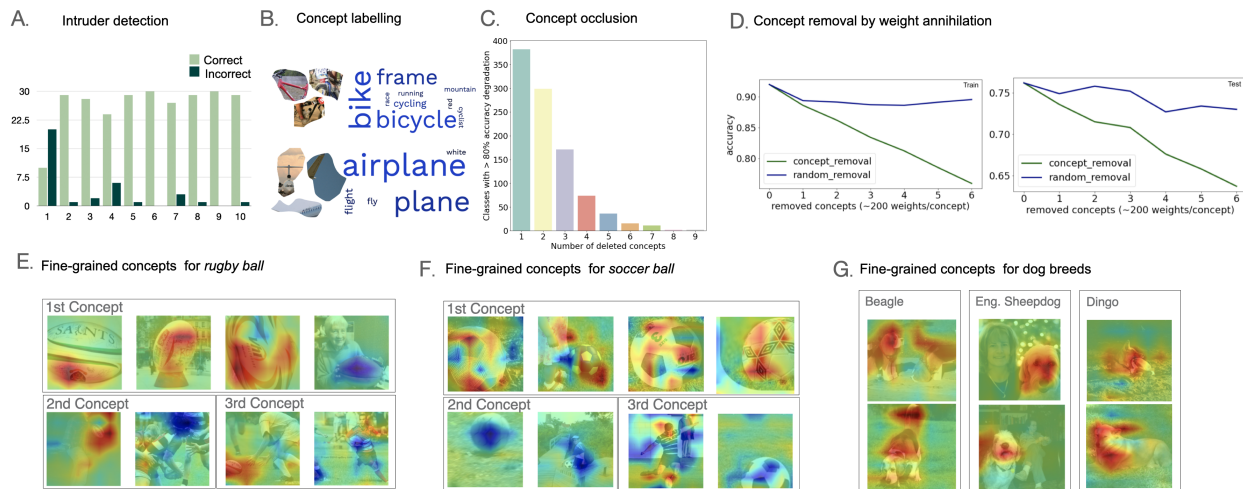 A. Intruder detection
Correct
Incorrect
30
22.5
15
7.5
0
1 2 3 4 5 6 7 8 9 10
B. Concept labelling
bike
frame
race
running
mountain
cycling
red
cyclist
bicycle
white
airplane
flight
fly
plane
C. Concept occlusion
Classes with > 80% accuracy degradation
400
350
300
250
200
150
100
50
0
1 2 3 4 5 6 7 8 9
Number of deleted concepts
D. Concept removal by weight annihilation
Train
accuracy
0.90
0.85
0.80
concept_removal
random_removal
0 1 2 3 4 5 6
removed concepts (~200 weights/concept)
Test
0.75
0.70
0.65
concept_removal
random_removal
0 1 2 3 4 5 6
removed concepts (~200 weights/concept)
E. Fine-grained concepts for rugby ball
1st Concept
SAINTS
2nd Concept
3rd Concept
F. Fine-grained concepts for soccer ball
1st Concept
2nd Concept
3rd Concept
G. Fine-grained concepts for dog breeds
Beagle
Eng. Sheepdog
Dingo